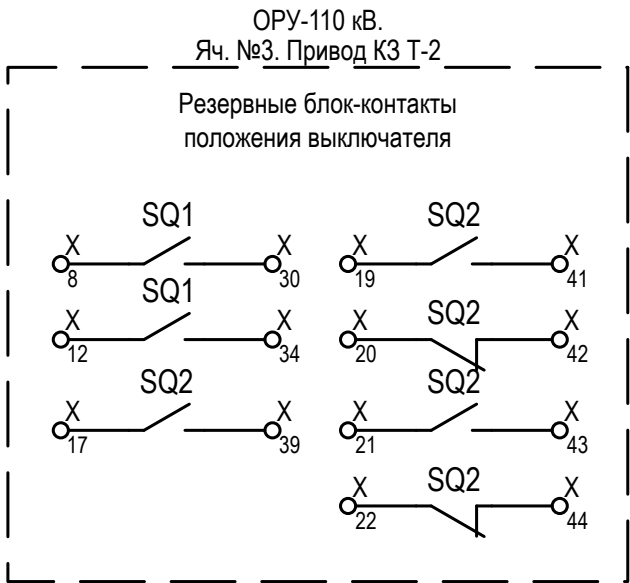 ОРУ-110 кВ.
Яч. №3. Привод КЗ Т-2
Резервные блок-контакты
положения выключателя
SQ1
X
8
X
30
SQ1
X
12
X
34
SQ2
X
17
X
39
SQ2
X
19
X
41
SQ2
X
20
X
42
SQ2
X
21
X
43
SQ2
X
22
X
44